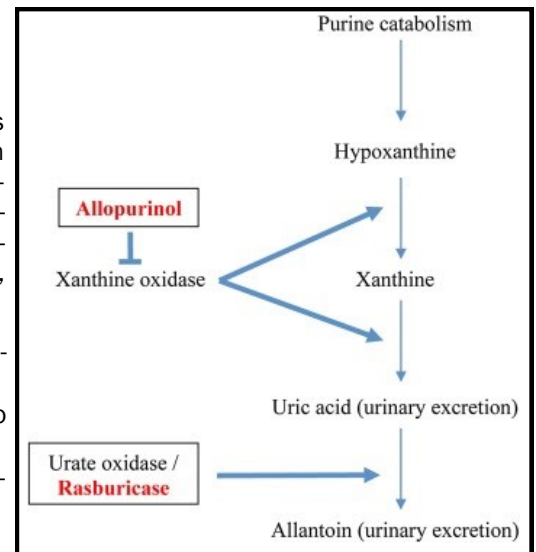 Purine catabolism
Hypoxanthine
Allopurinol
Xanthine oxidase
Xanthine
Uric acid (urinary excretion)
Urate oxidase /
Rasburicase
Allantoin (urinary excretion)